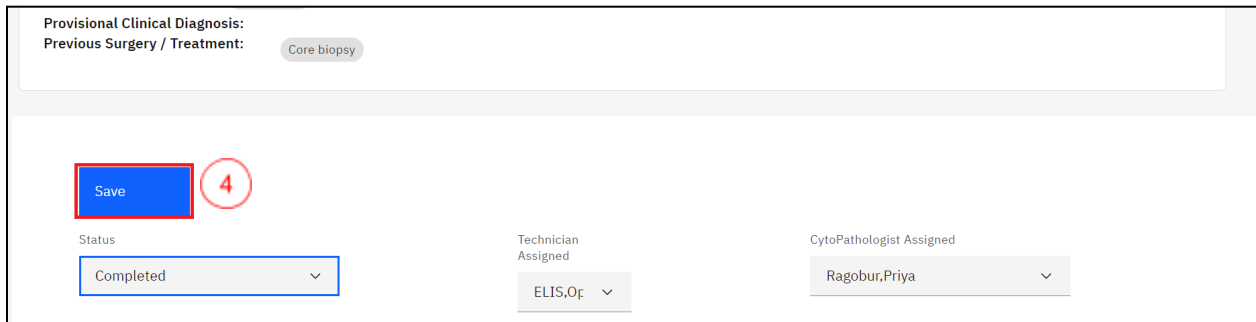 Provisional Clinical Diagnosis:
Previous Surgery / Treatment:
Core biopsy
Save
4
Status
Technician
Assigned
CytoPathologist Assigned
Completed
ELIS,Op
Ragobur,Priya